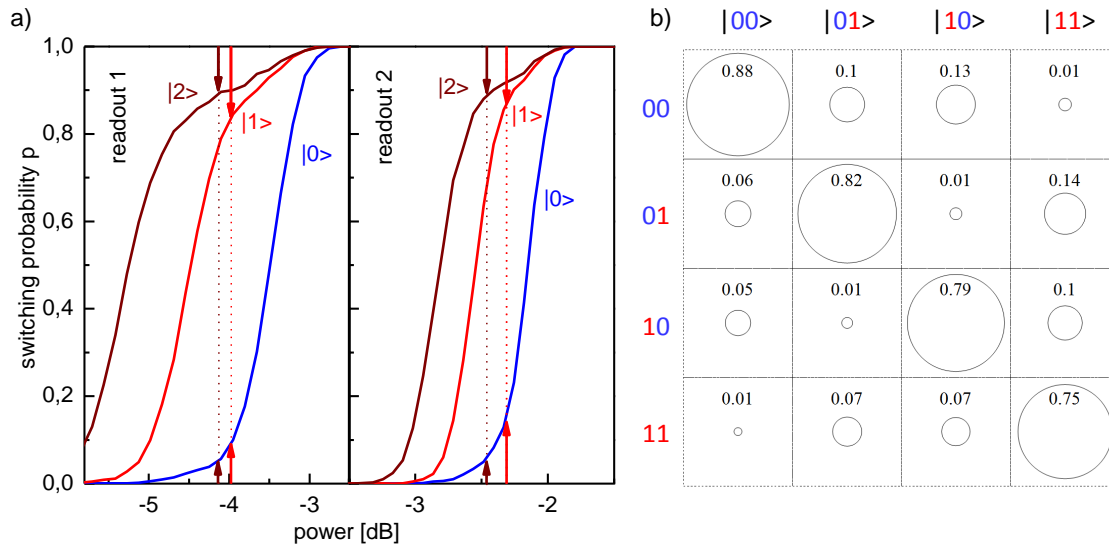 a)
switching probability p
1,0
0,8
0,6
0,4
0,2
0,0
readout 1
|2>
|1>
|0>
readout 2
|2>
|1>
|0>
-5 -4 -3 -3 -2
power [dB]
b)
|00> |01> |10> |11>
00 0.88 0.1 0.13 0.01
01 0.06 0.82 0.01 0.14
10 0.05 0.01 0.79 0.1
11 0.01 0.07 0.07 0.75